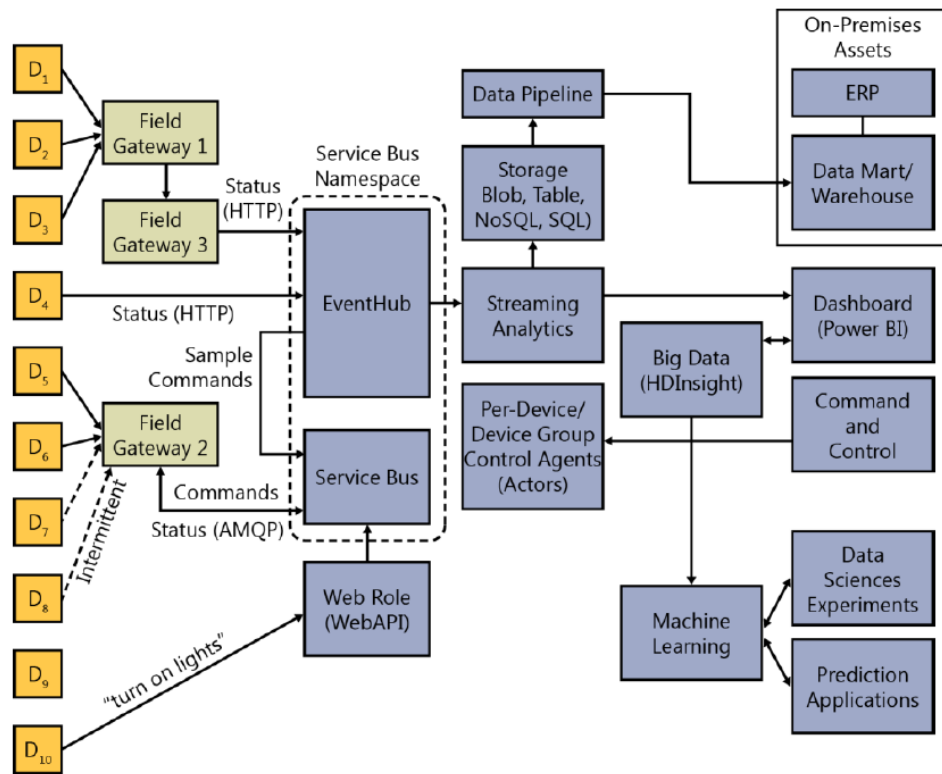 D1
D2
D3
D4
D5
D6
D7
D8
D9
D10
Field
Gateway 1
Field
Gateway 3
Status
(HTTP)
Status (HTTP)
Field
Gateway 2
Intermittent
"turn on lights"
Service Bus
Namespace
EventHub
Sample
Commands
Service Bus
Commands
Status (AMQP)
Web Role
(WebAPI)
Data Pipeline
Storage
Blob, Table,
NoSQL, SQL)
Streaming
Analytics
Per-Device/
Device Group
Control Agents
(Actors)
Big Data
(HDInsight)
Machine
Learning
On-Premises
Assets
ERP
Data Mart/
Warehouse
Dashboard
(Power BI)
Command
and
Control
Data
Sciences
Experiments
Prediction
Applications